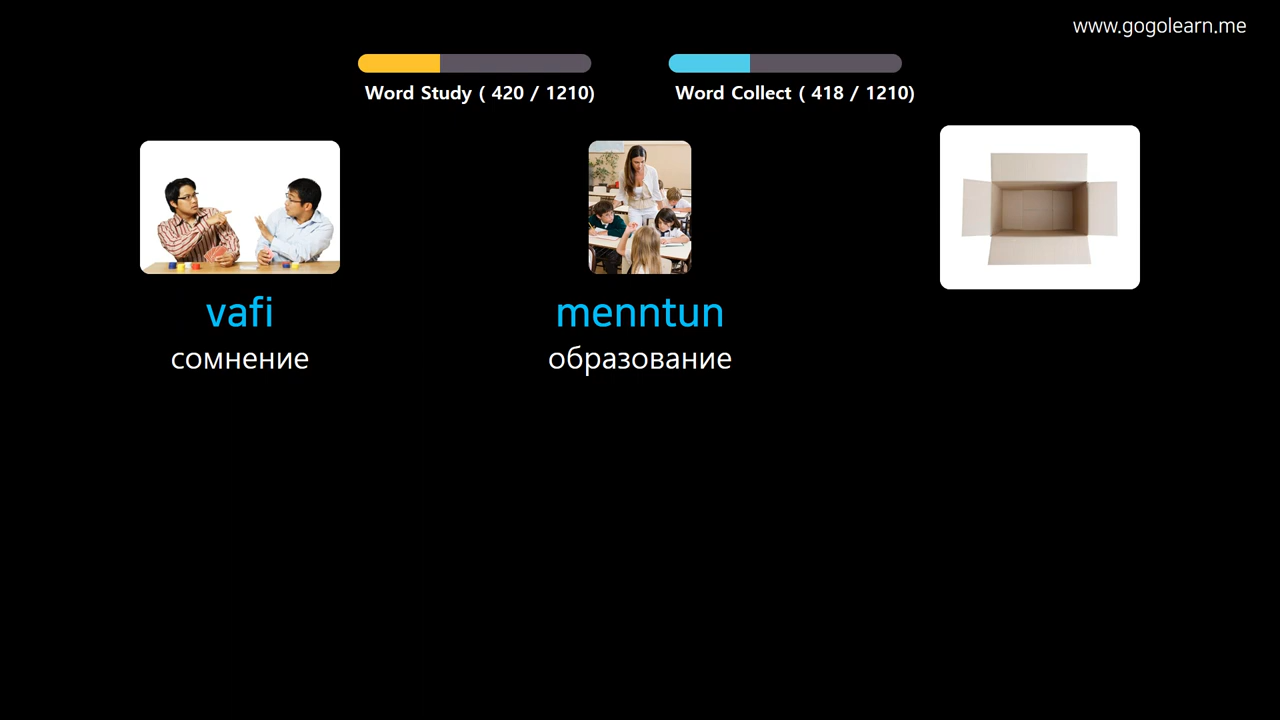 www.gogolearn.me
Word Study ( 420 / 1210)
Word Collect ( 418 / 1210)
vafi
сомнение
menntun
образование